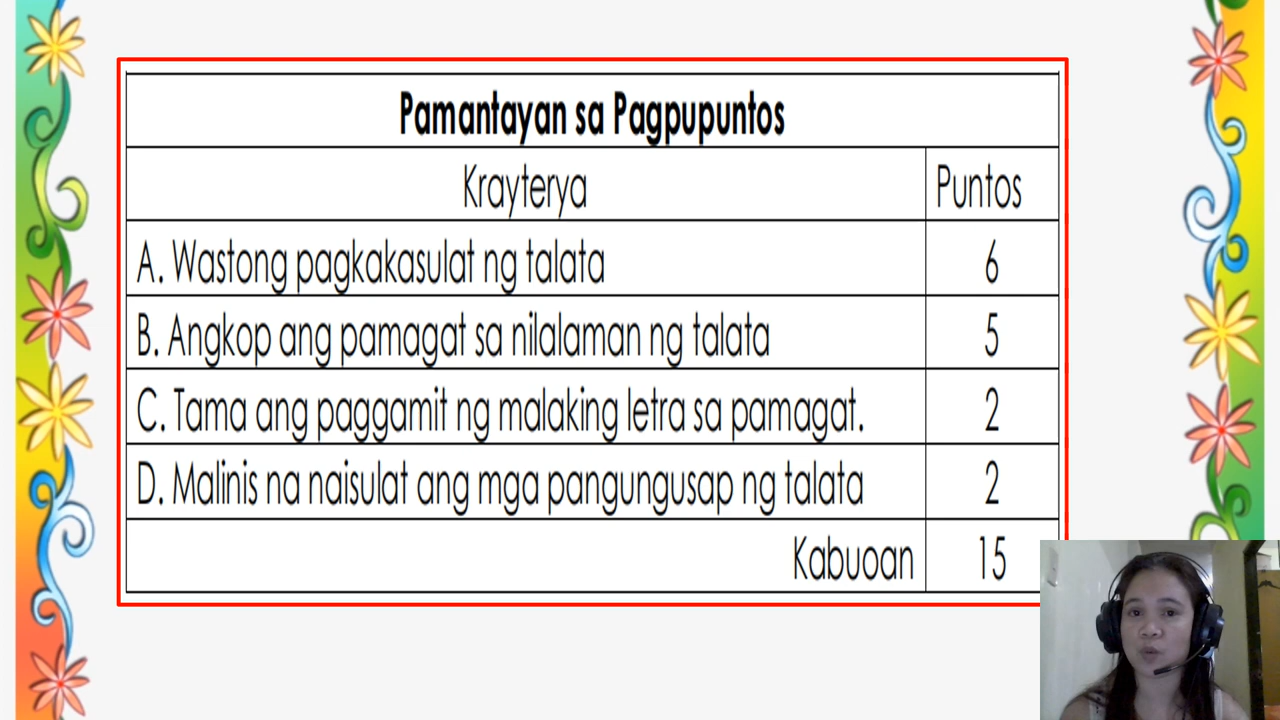 Pamantayan sa Pagpupuntos
Krayterya Puntos
A. Wastong pagkakasulat ng talata 6
B. Angkop ang pamagat sa nilalaman ng talata 5
C. Tama ang paggamit ng malaking letra sa pamagat. 2
D. Malinis na naisulat ang mga pangungusap ng talata 2
Kabuoan 15